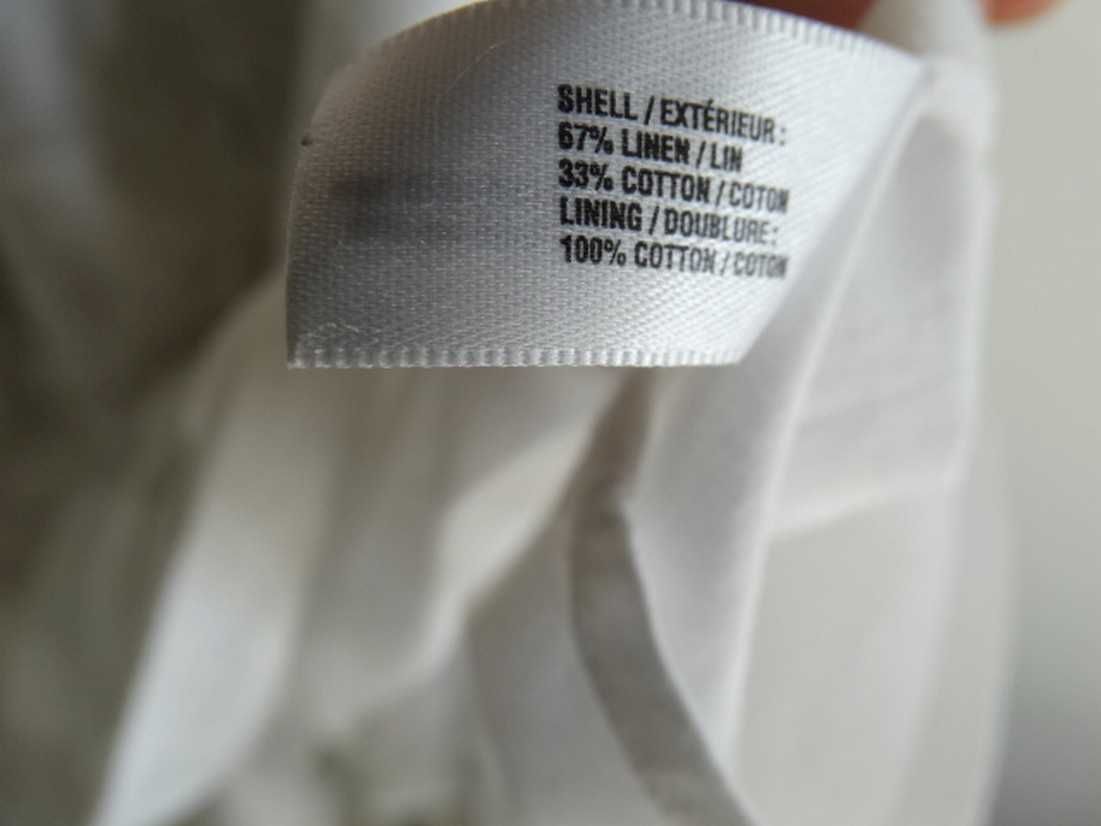 SHELL / EXTÉRIEUR :
67% LINEN / LIN
33% COTTON / COTON
LINING / DOUBLURE :
100% COTTON / COTON